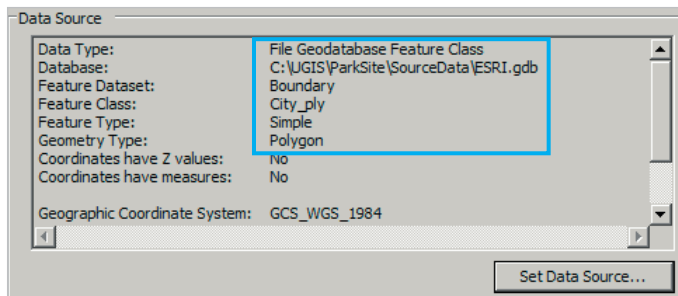 Data Source
Data Type: File Geodatabase Feature Class
Database: C:\UGIS\ParkSite\SourceData\ESRI.gdb
Feature Dataset: Boundary
Feature Class: City_ply
Feature Type: Simple
Geometry Type: Polygon
Coordinates have Z values: No
Coordinates have measures: No
Geographic Coordinate System: GCS_WGS_1984
Set Data Source...